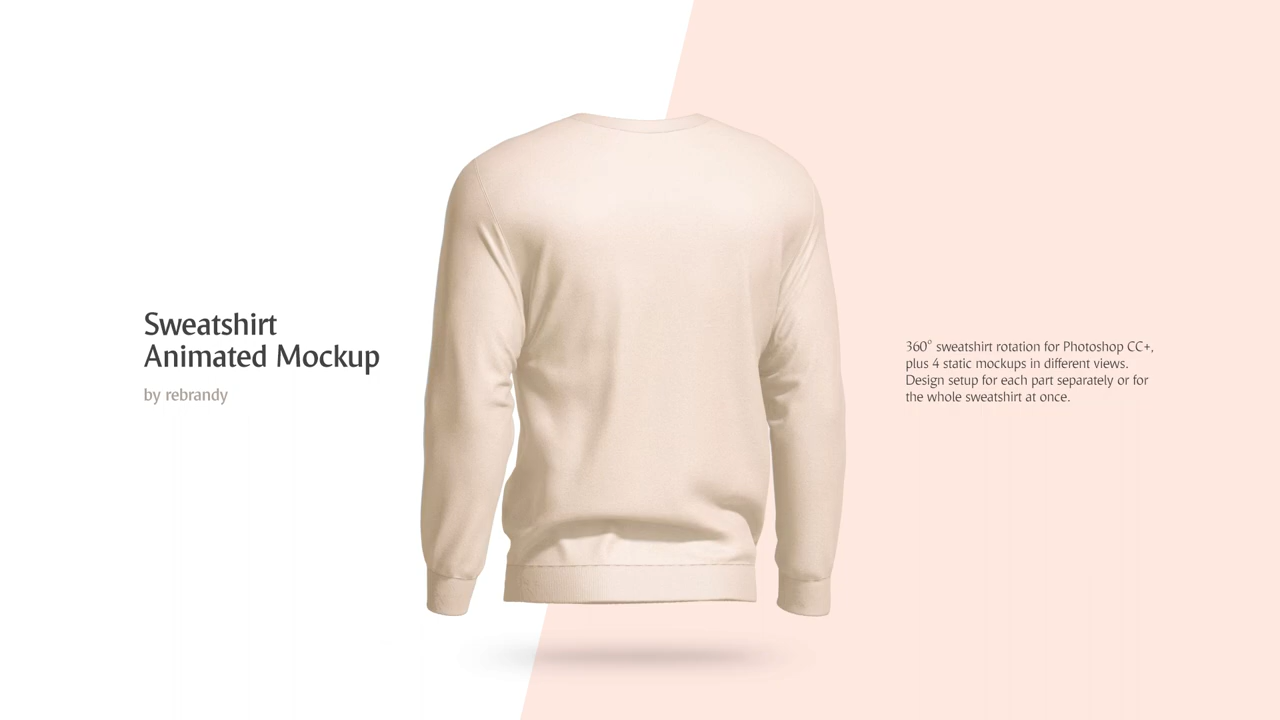 Sweatshirt
Animated Mockup
by rebrandy
360° sweatshirt rotation for Photoshop CC+,
plus 4 static mockups in different views.
Design setup for each part separately or for
the whole sweatshirt at once.